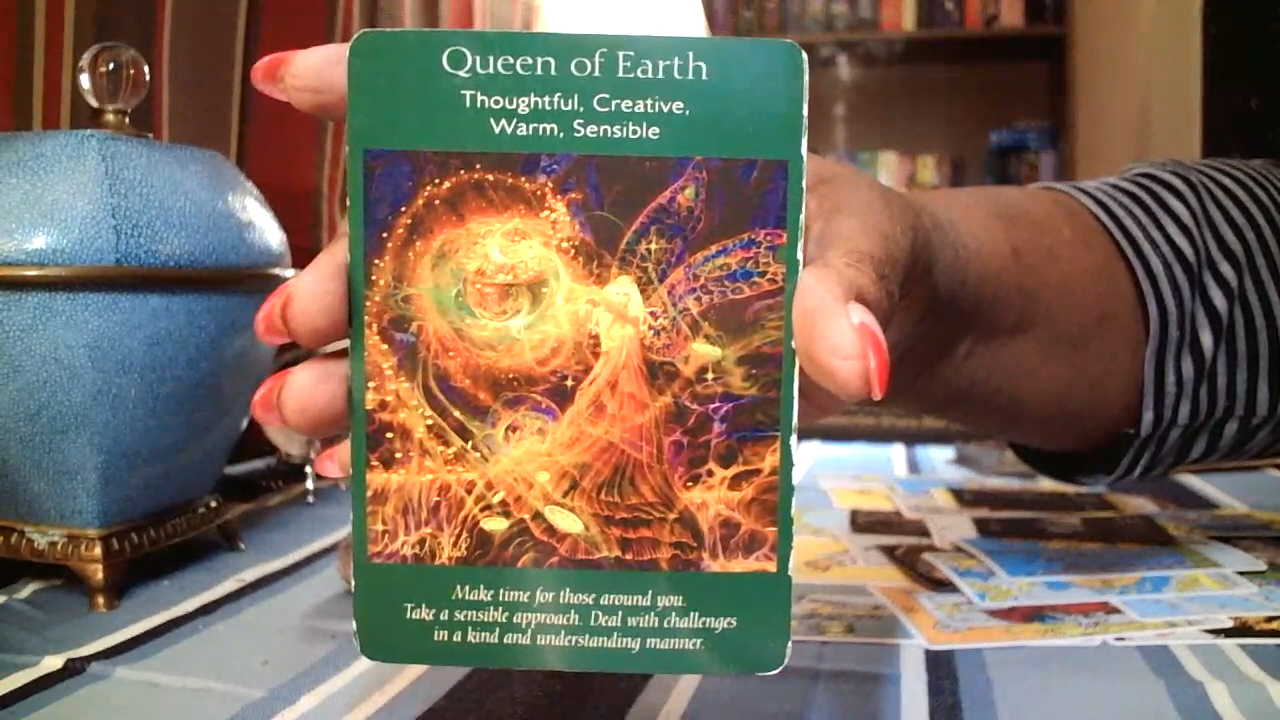 Queen of Earth
Thoughtful, Creative,
Warm, Sensible
Make time for those around you.
Take a sensible approach. Deal with challenges
in a kind and understanding manner.